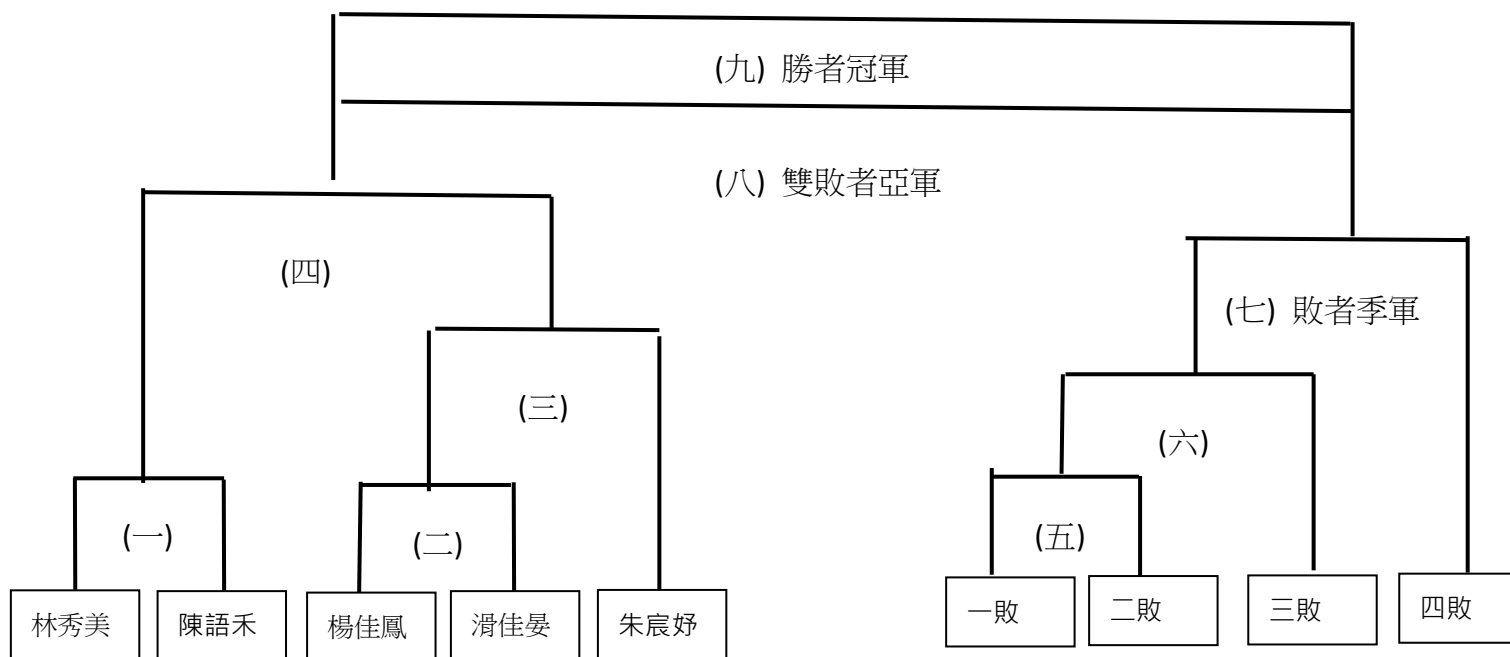 (九) 勝者冠軍
(八) 雙敗者亞軍
(四)
(七) 敗者季軍
(三)
(六)
(一)
(二)
(五)
林秀美
陳語禾
楊佳鳳
滑佳晏
朱宸妤
一敗
二敗
三敗
四敗